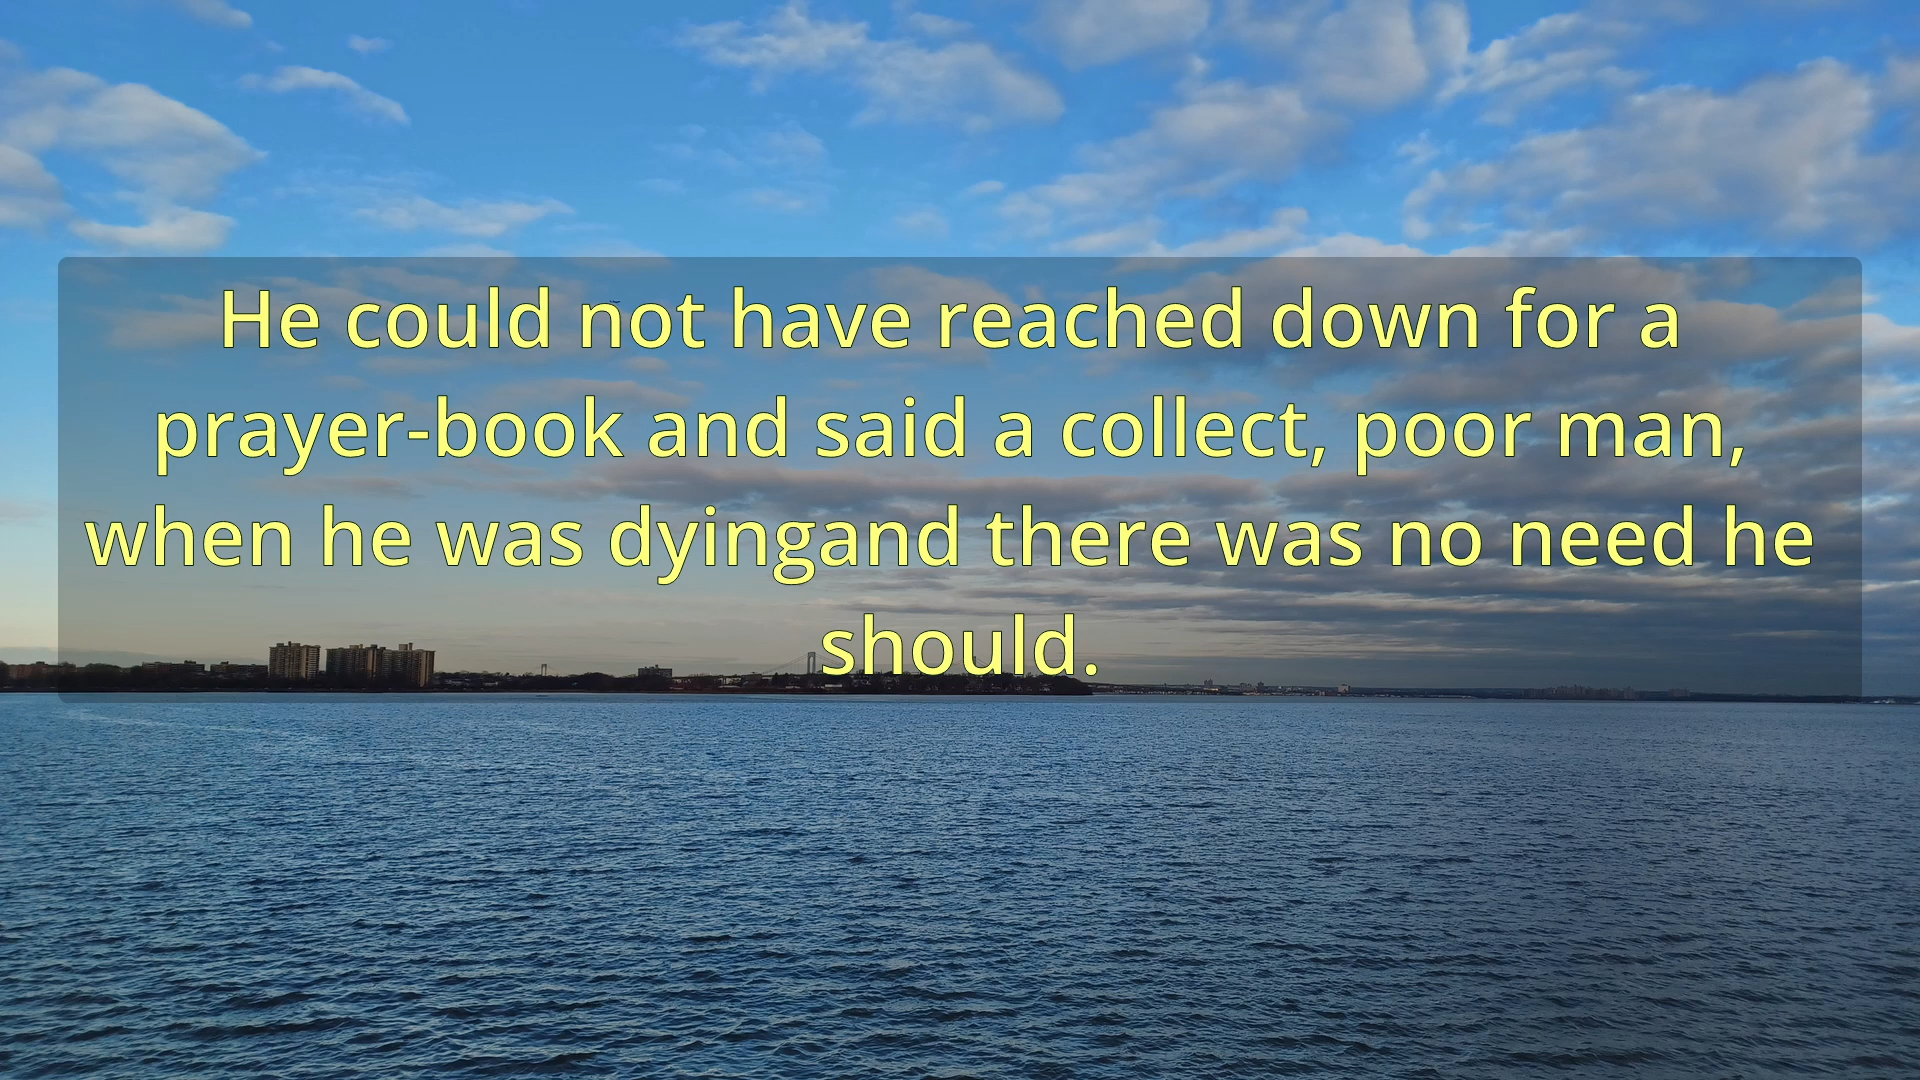 He could not have reached down for a
prayer-book and said a collect, poor man,
when he was dyingand there was no need he
should.